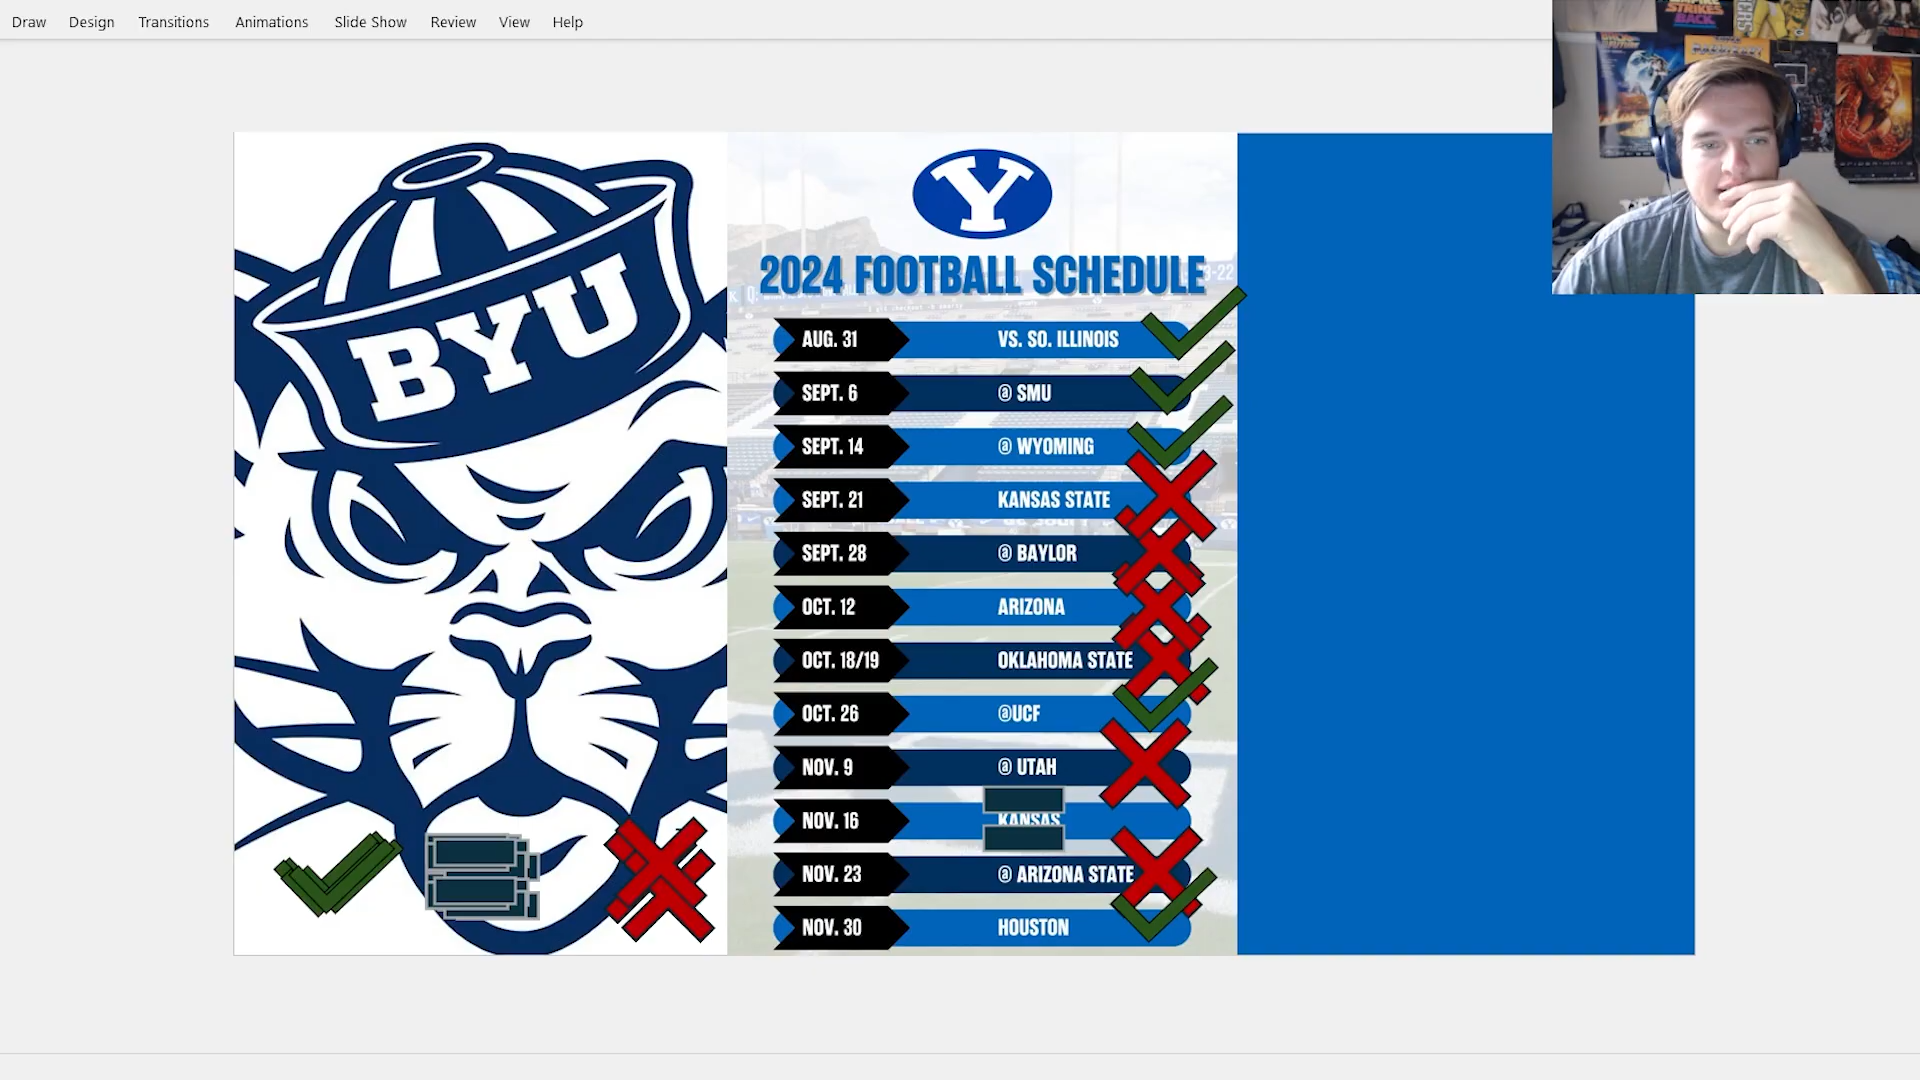 Draw Design Transitions Animations Slide Show Review View Help
STRIKES
BACK
BYU
Y
2024 FOOTBALL SCHEDULE
AUG. 31 VS. SO. ILLINOIS
SEPT. 6 @ SMU
SEPT. 14 @ WYOMING
SEPT. 21 KANSAS STATE
SEPT. 28 @ BAYLOR
OCT. 12 ARIZONA
OCT. 18/19 OKLAHOMA STATE
OCT. 26 @UCF
NOV. 9 @ UTAH
NOV. 16 KANSAS
NOV. 23 @ ARIZONA STATE
NOV. 30 HOUSTON